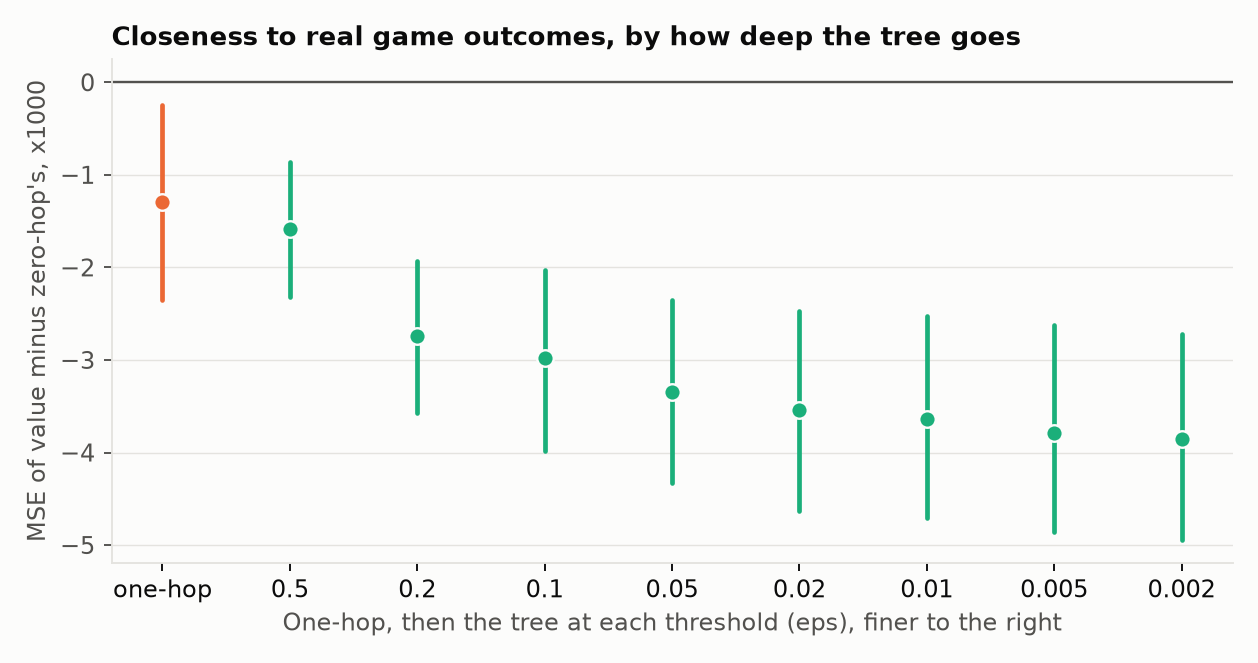 Closeness to real game outcomes, by how deep the tree goes
MSE of value minus zero-hop's, x1000
0
−1
−2
−3
−4
−5
one-hop 0.5 0.2 0.1 0.05 0.02 0.01 0.005 0.002
One-hop, then the tree at each threshold (eps), finer to the right